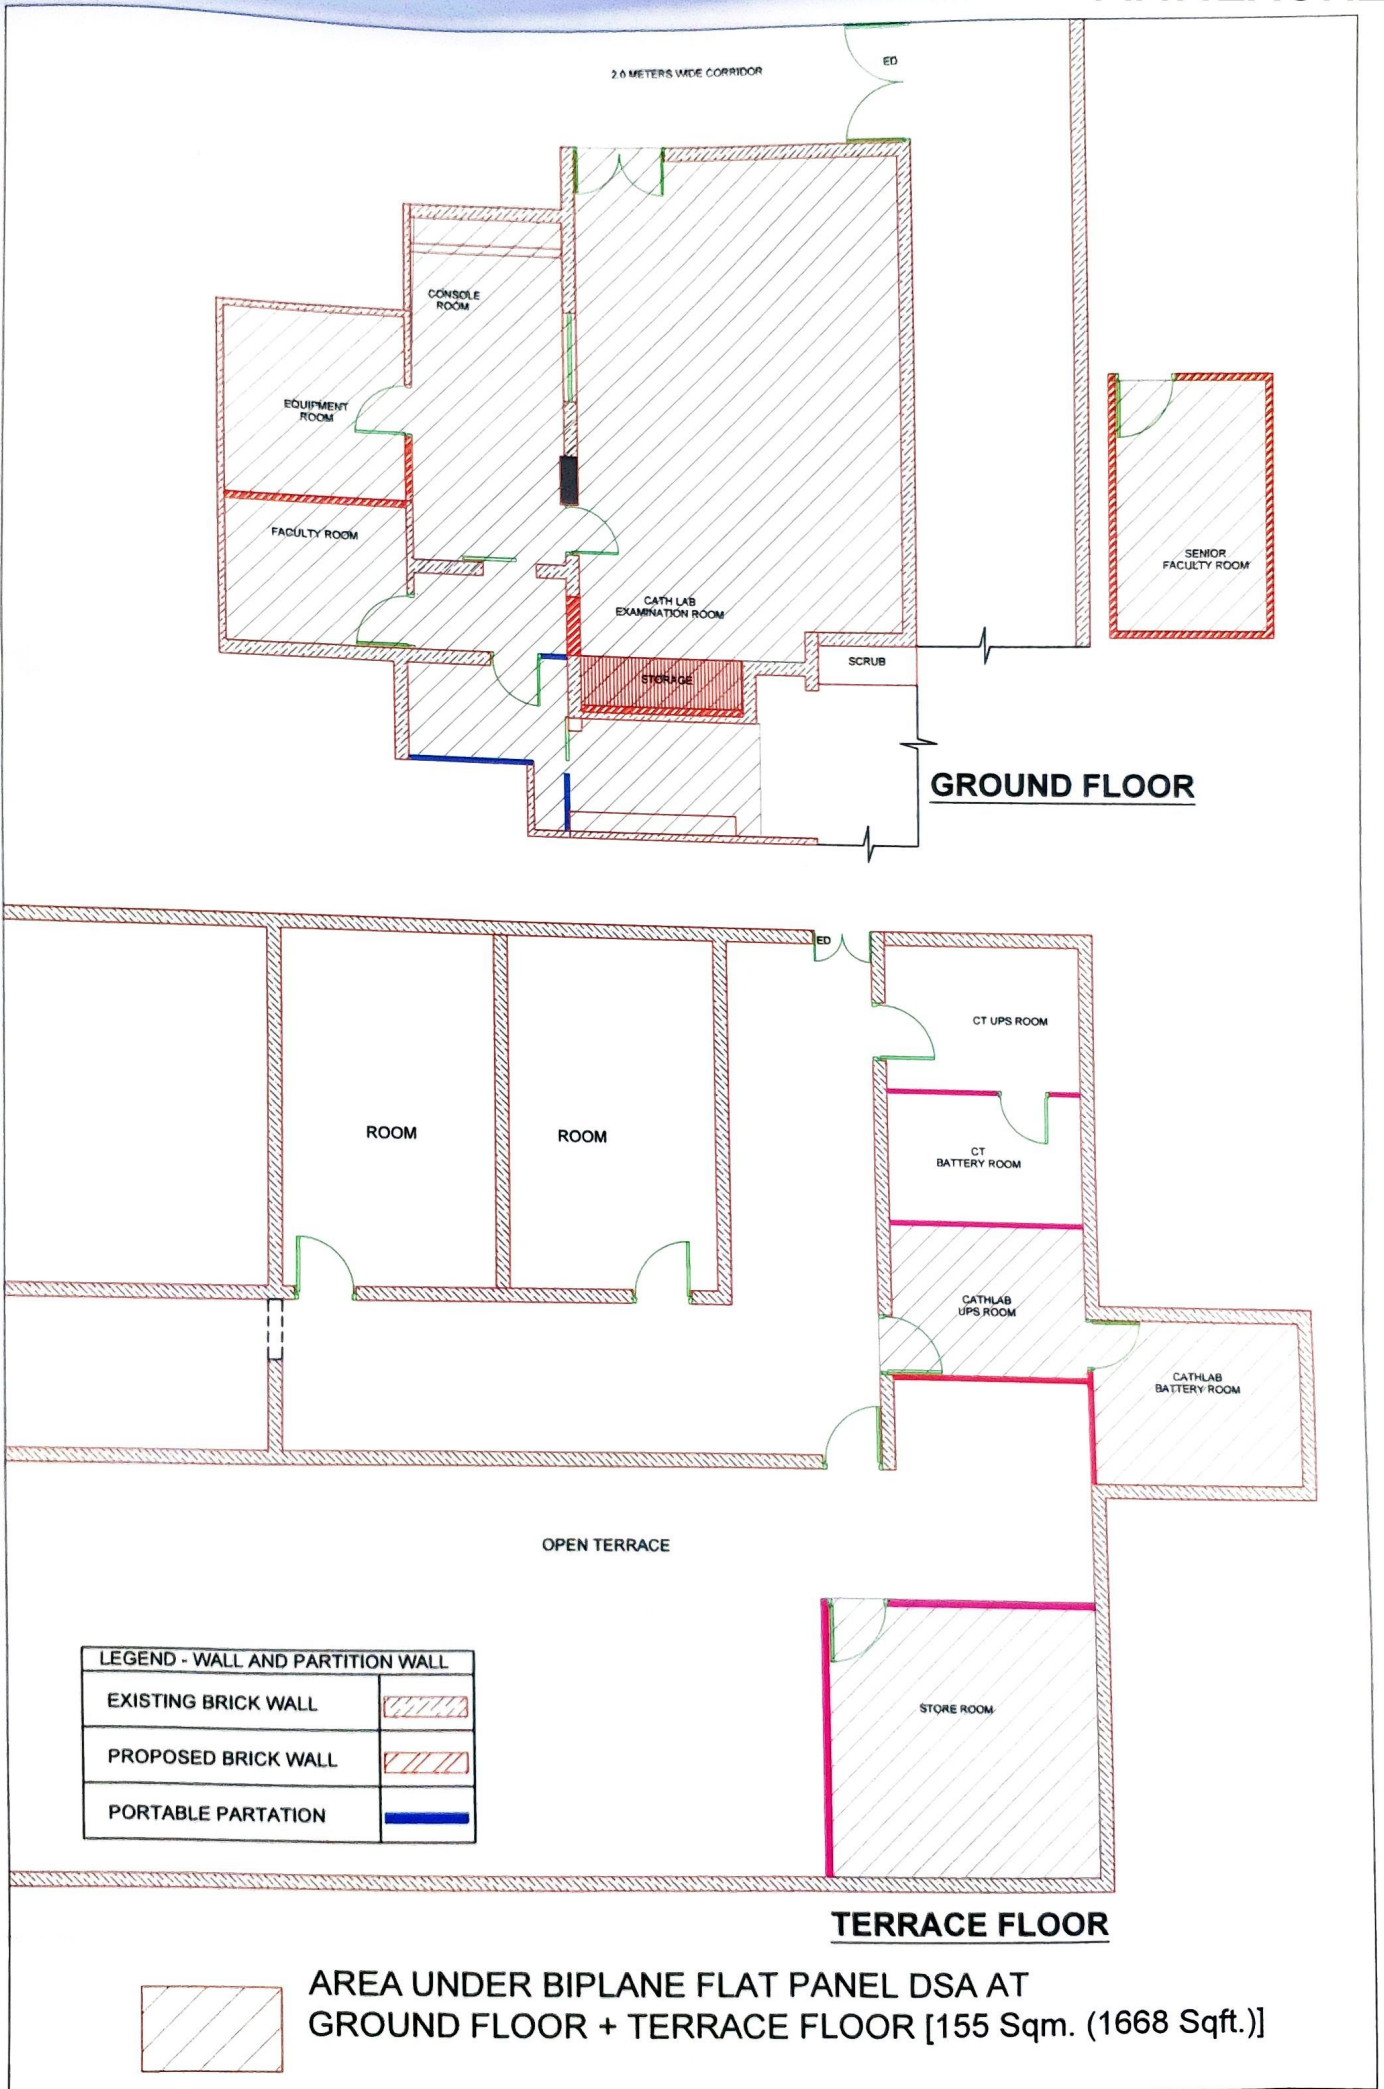 2.0 METERS WIDE CORRIDOR
ED
CONSOLE
ROOM
EQUIPMENT
ROOM
FACULTY ROOM
CATH LAB
EXAMINATION ROOM
SENIOR
FACULTY ROOM
STORAGE
SCRUB
GROUND FLOOR
ED
CT UPS ROOM
ROOM
ROOM
CT
BATTERY ROOM
CATHLAB
UPS ROOM
CATHLAB
BATTERY ROOM
OPEN TERRACE
STORE ROOM
LEGEND - WALL AND PARTITION WALL
EXISTING BRICK WALL
PROPOSED BRICK WALL
PORTABLE PARTATION
TERRACE FLOOR
AREA UNDER BIPLANE FLAT PANEL DSA AT
GROUND FLOOR + TERRACE FLOOR [155 Sqm. (1668 Sqft.)]